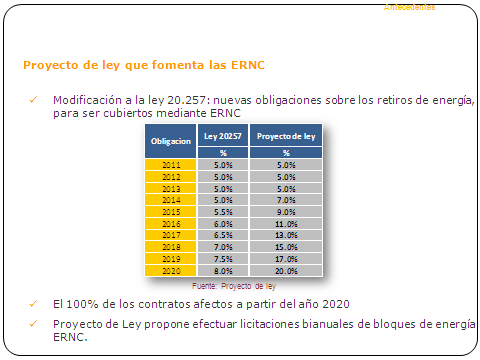 Antecedentes
Proyecto de ley que fomenta las ERNC
✓ Modificación a la ley 20.257: nuevas obligaciones sobre los retiros de energía,
para ser cubiertos mediante ERNC
Obligacion Ley 20257 Proyecto de ley
% %
2011 5.0% 5.0%
2012 5.0% 5.0%
2013 5.0% 5.0%
2014 5.0% 7.0%
2015 5.5% 9.0%
2016 6.0% 11.0%
2017 6.5% 13.0%
2018 7.0% 15.0%
2019 7.5% 17.0%
2020 8.0% 20.0%
Fuente: Proyecto de ley
✓ El 100% de los contratos afectos a partir del año 2020
✓ Proyecto de Ley propone efectuar licitaciones bianuales de bloques de energía
ERNC.